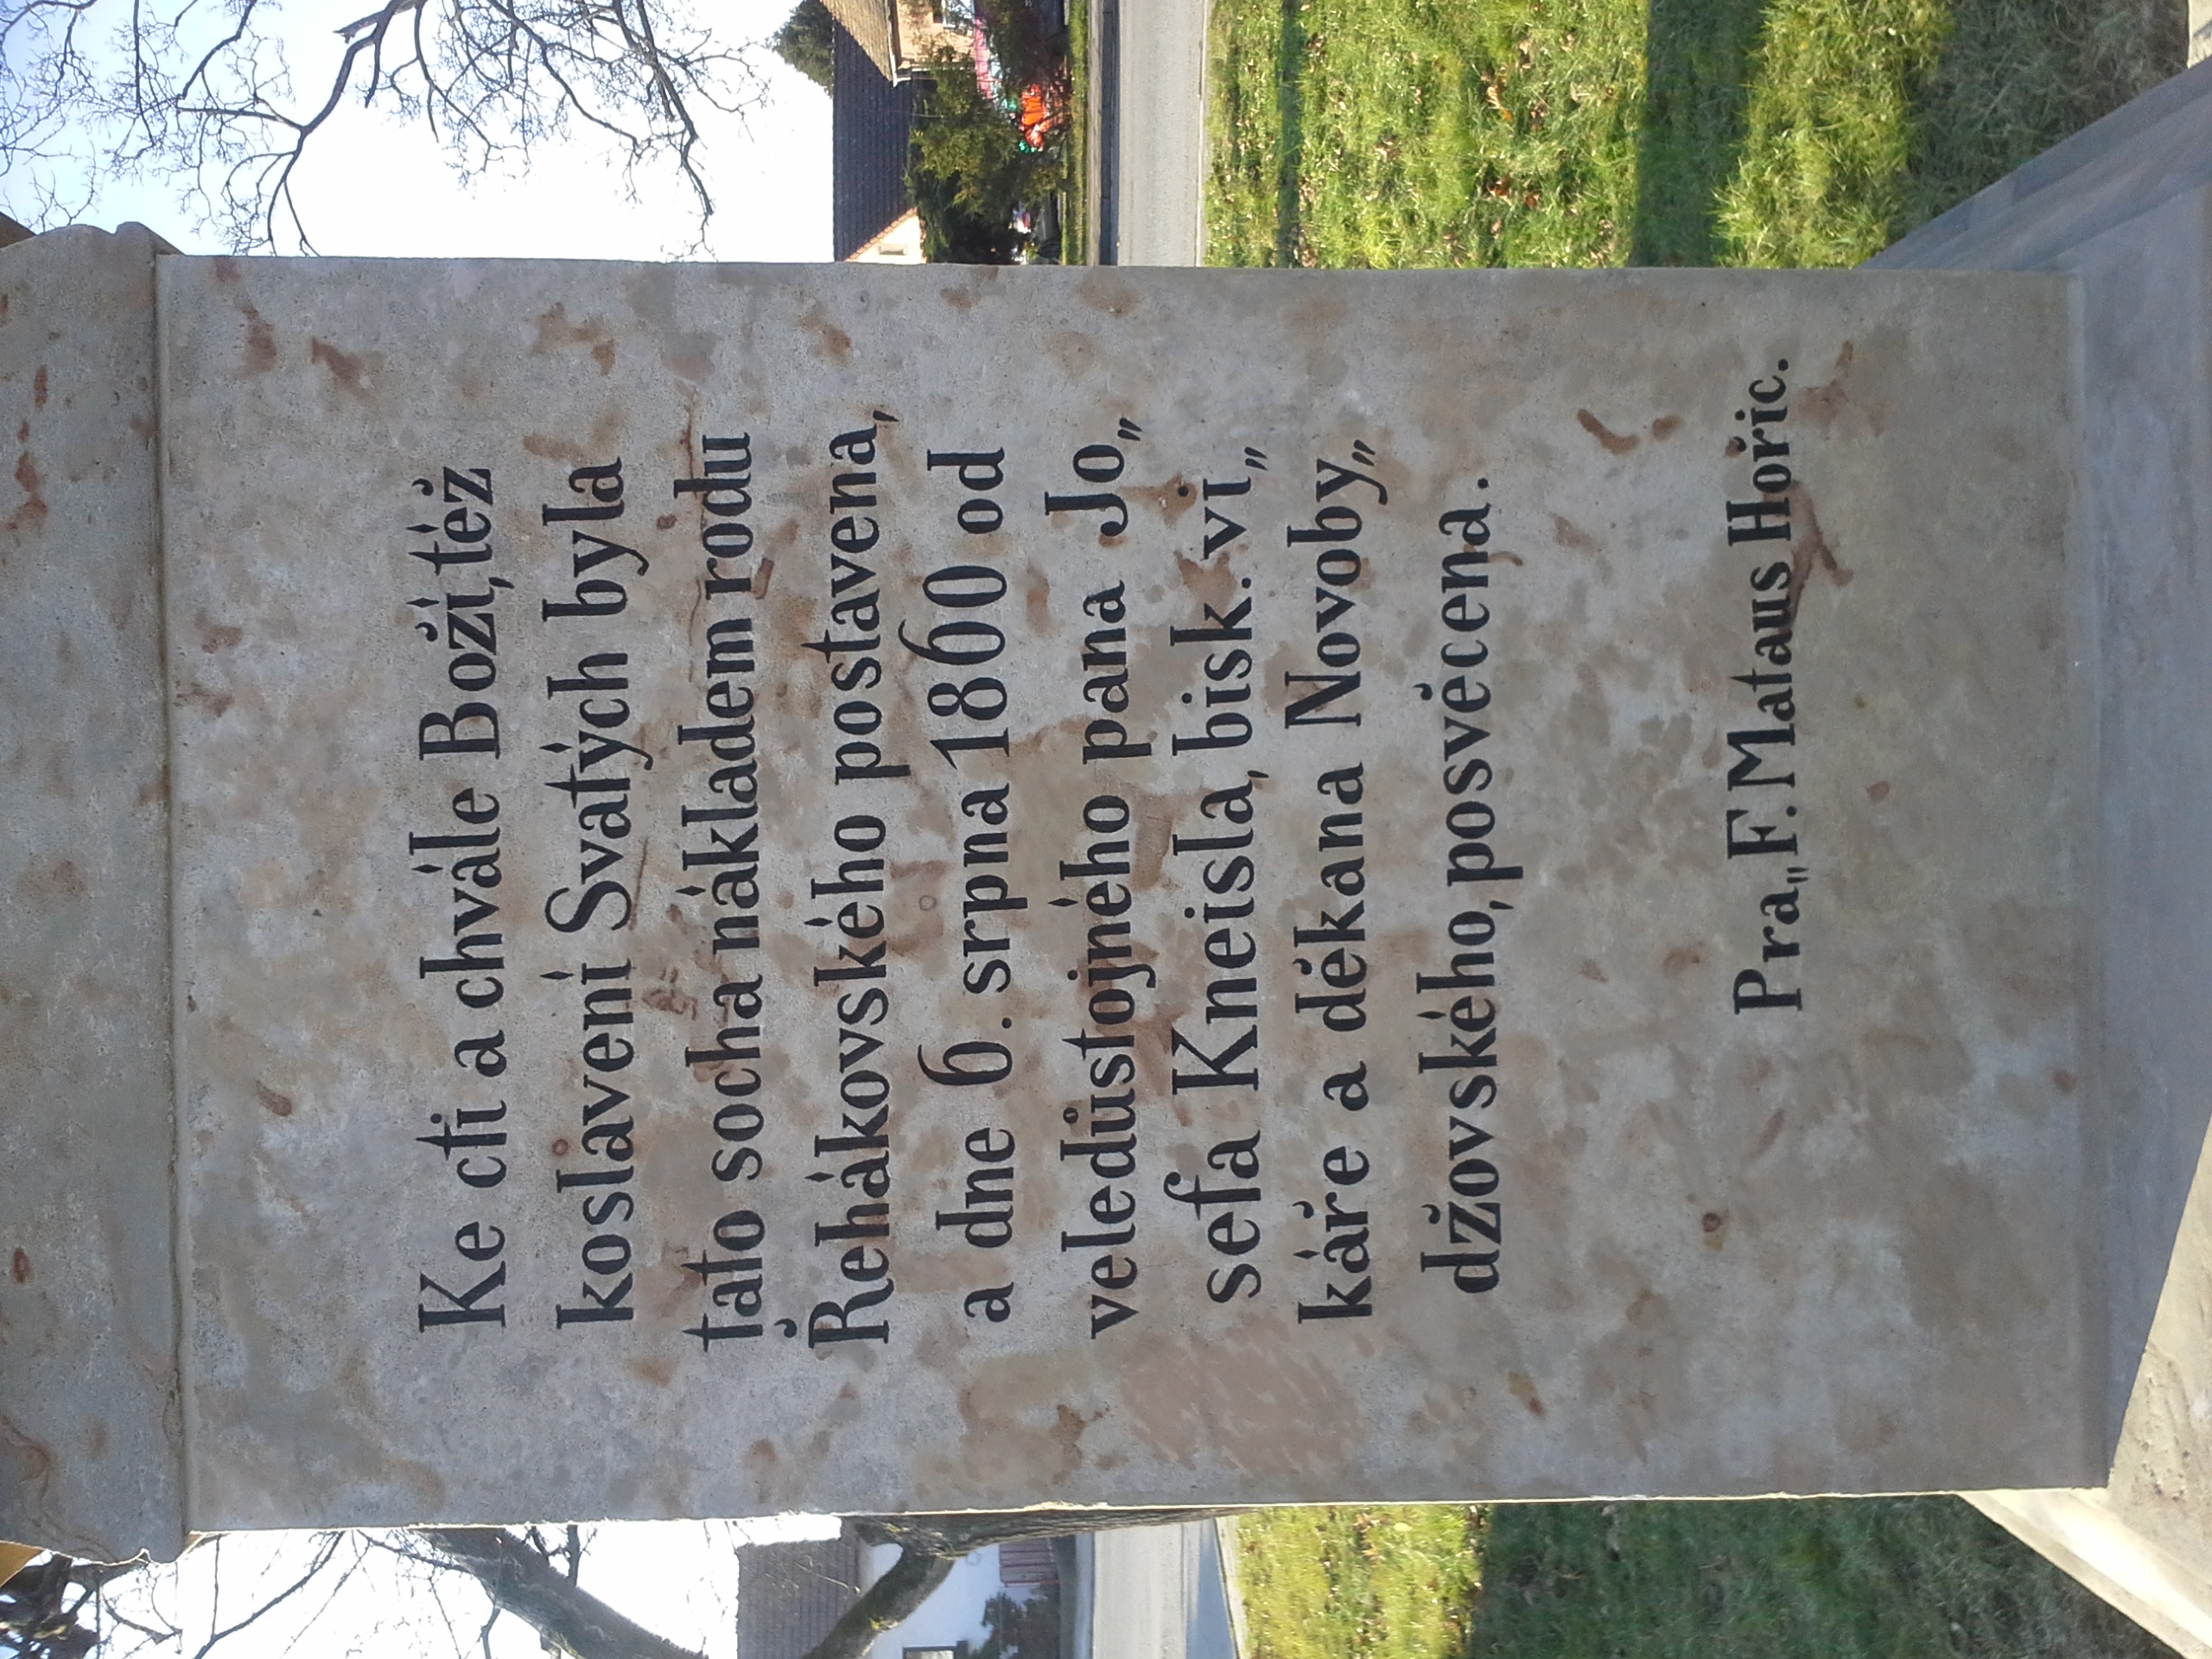 Ke cti a chvále Boží, též
koslavení Svatých byla
tato socha nákladem rodu
Řehákovského postavena,
a dne 6. srpna 1860 od
veledůstojného pana Jo„
sefa Kneisla, bisk. vi„
káře a děkana Novoby„
džovského, posvěcena.
Pra„ F. Mataus Hořic.